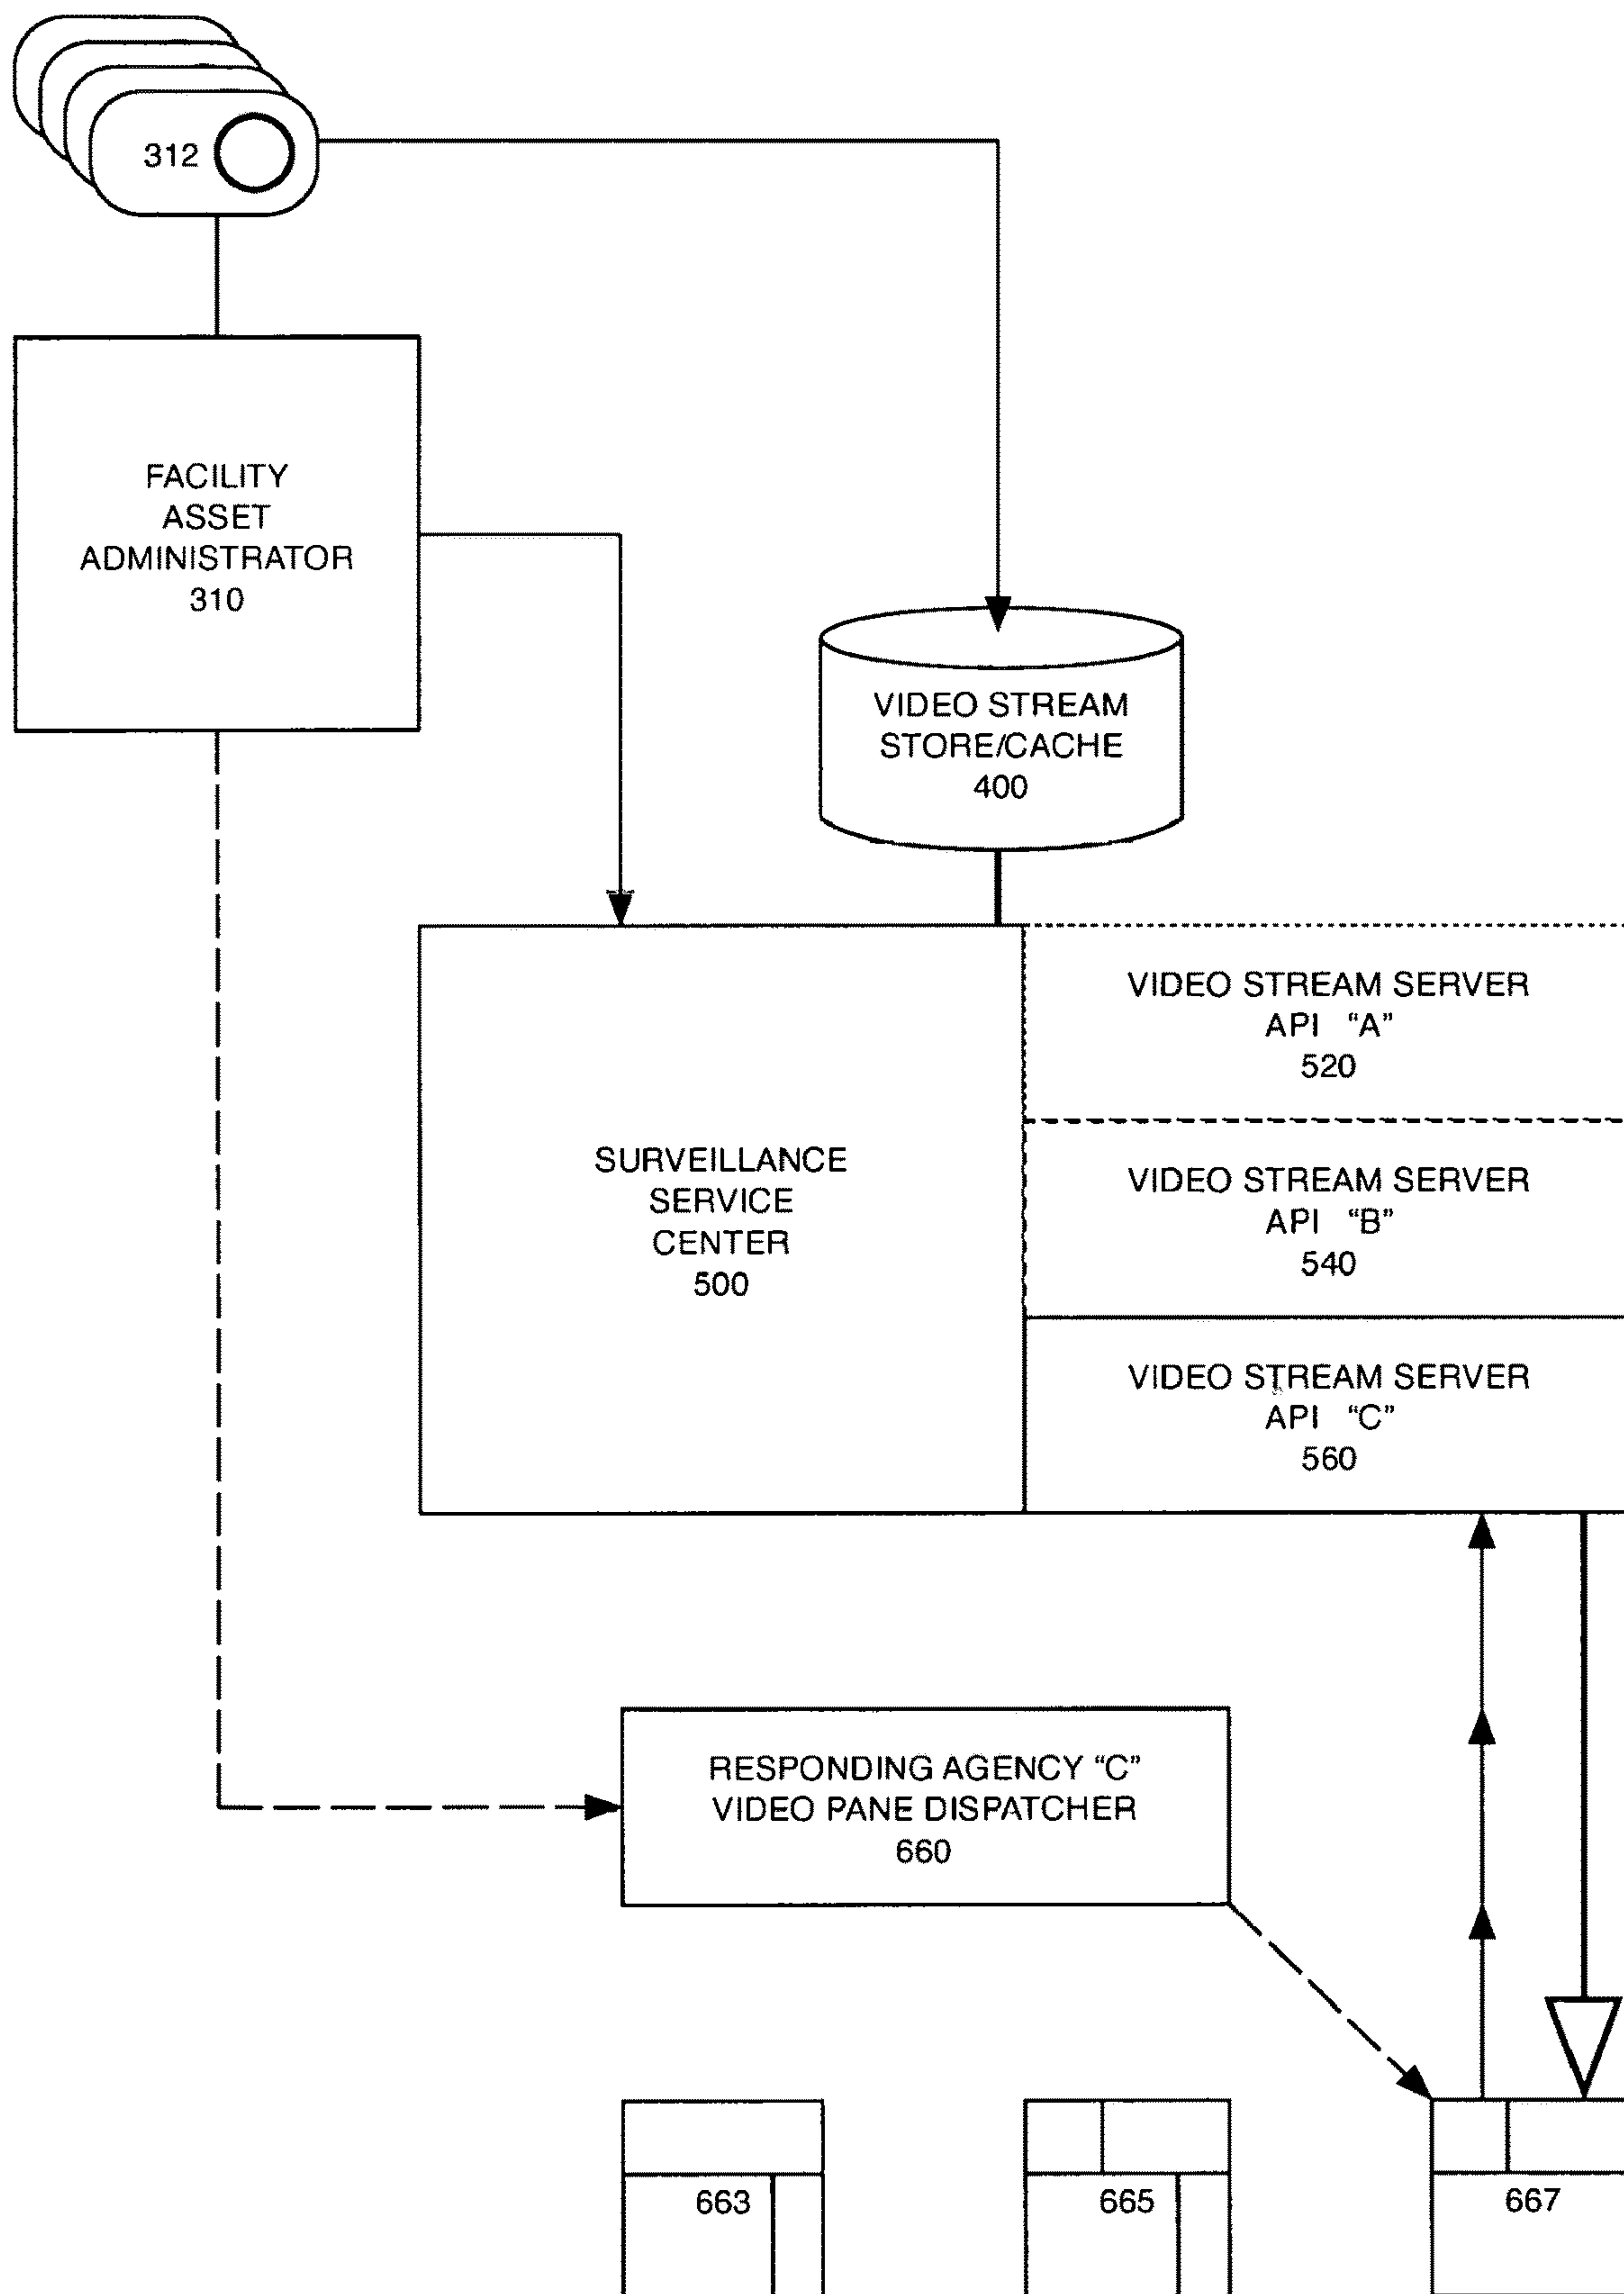 312
FACILITY
ASSET
ADMINISTRATOR
310
VIDEO STREAM
STORE/CACHE
400
VIDEO STREAM SERVER
API "A"
520
SURVEILLANCE
SERVICE
CENTER
500
VIDEO STREAM SERVER
API "B"
540
VIDEO STREAM SERVER
API "C"
560
RESPONDING AGENCY "C"
VIDEO PANE DISPATCHER
660
663
665
667